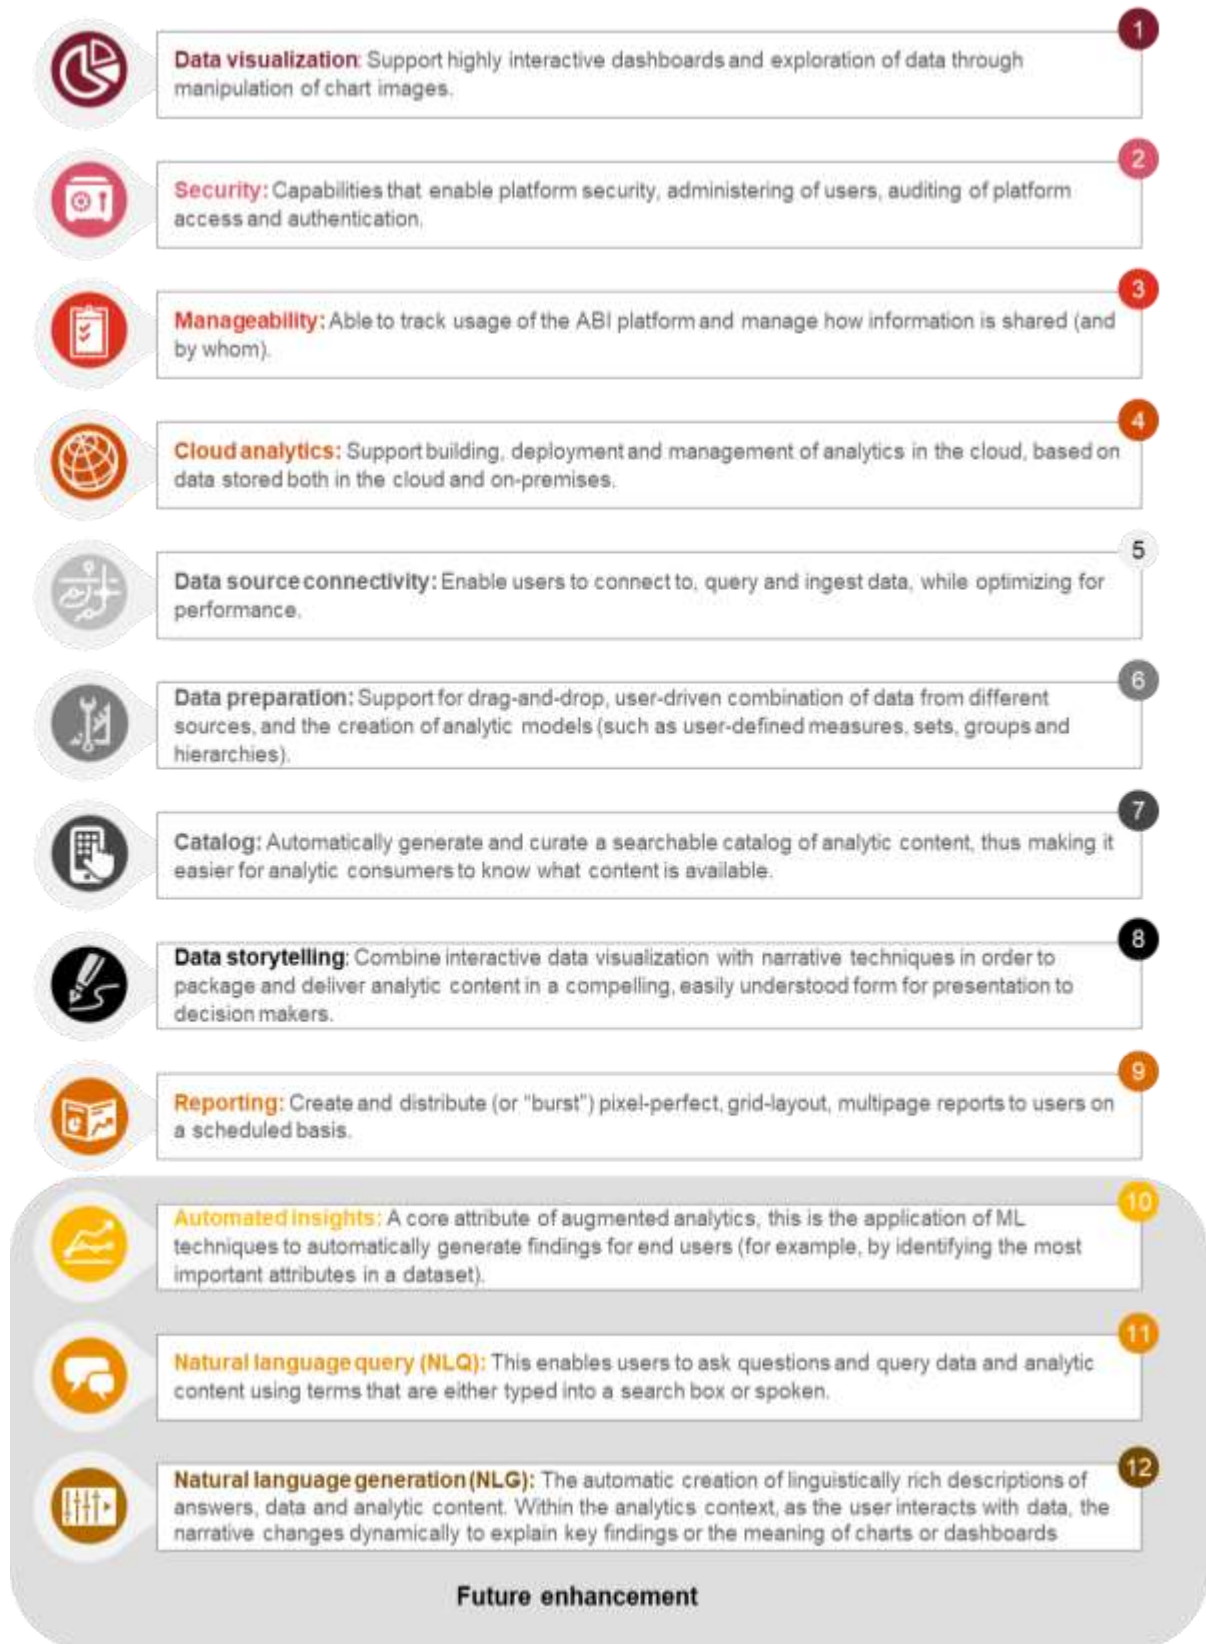 1
Data visualization: Support highly interactive dashboards and exploration of data through
manipulation of chart images.
2
Security: Capabilities that enable platform security, administering of users, auditing of platform
access and authentication.
3
Manageability: Able to track usage of the ABI platform and manage how information is shared (and
by whom).
4
Cloud analytics: Support building, deployment and management of analytics in the cloud, based on
data stored both in the cloud and on-premises.
5
Data source connectivity: Enable users to connect to, query and ingest data, while optimizing for
performance.
6
Data preparation: Support for drag-and-drop, user-driven combination of data from different
sources, and the creation of analytic models (such as user-defined measures, sets, groups and
hierarchies).
7
Catalog: Automatically generate and curate a searchable catalog of analytic content, thus making it
easier for analytic consumers to know what content is available.
8
Data storytelling: Combine interactive data visualization with narrative techniques in order to
package and deliver analytic content in a compelling, easily understood form for presentation to
decision makers.
9
Reporting: Create and distribute (or “burst”) pixel-perfect, grid-layout, multipage reports to users on
a scheduled basis.
10
Automated insights: A core attribute of augmented analytics, this is the application of ML
techniques to automatically generate findings for end users (for example, by identifying the most
important attributes in a dataset).
11
Natural language query (NLQ): This enables users to ask questions and query data and analytic
content using terms that are either typed into a search box or spoken.
12
Natural language generation (NLG): The automatic creation of linguistically rich descriptions of
answers, data and analytic content. Within the analytics context, as the user interacts with data, the
narrative changes dynamically to explain key findings or the meaning of charts or dashboards
Future enhancement